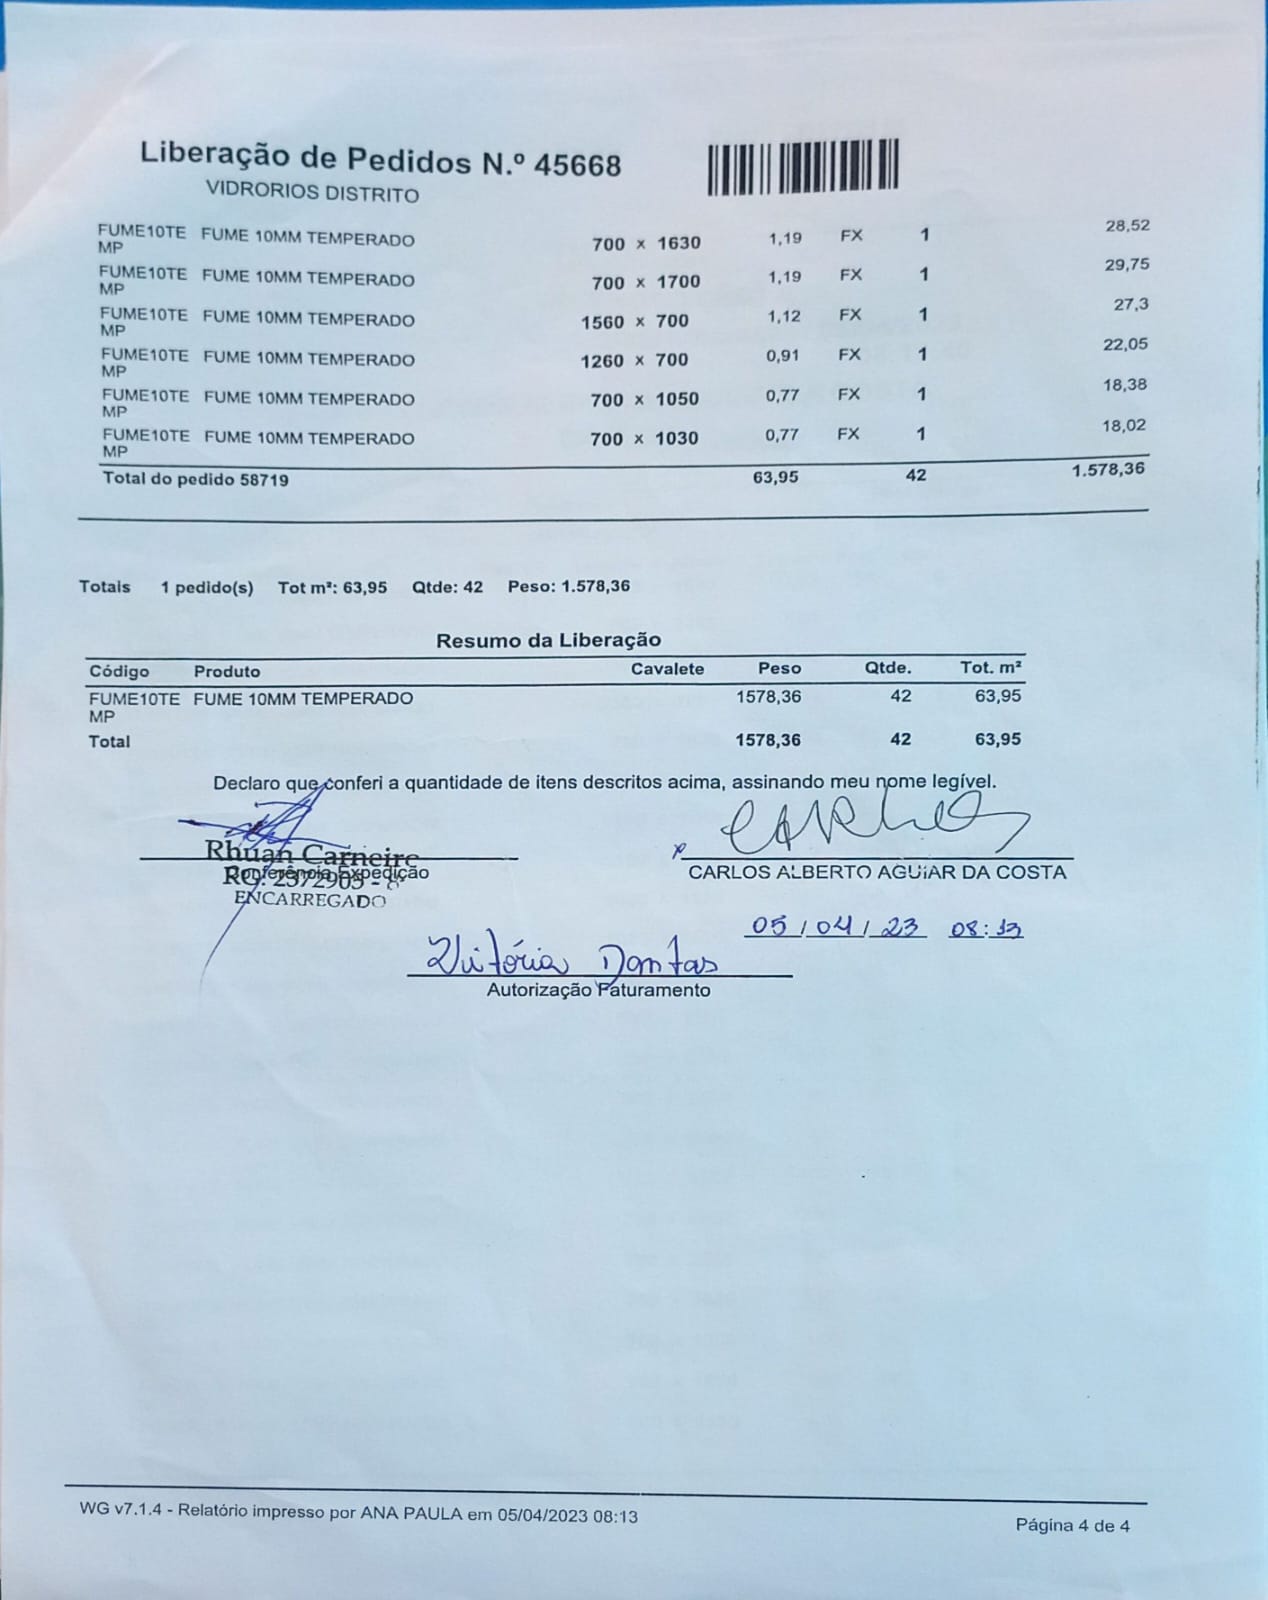 Liberação de Pedidos N.º 45668
VIDRORIOS DISTRITO
FUME10TE FUME 10MM TEMPERADO 700 x 1630 1,19 FX 1 28,52
MP
FUME10TE FUME 10MM TEMPERADO 700 x 1700 1,19 FX 1 29,75
MP
FUME10TE FUME 10MM TEMPERADO 1560 x 700 1,12 FX 1 27,3
MP
FUME10TE FUME 10MM TEMPERADO 1260 x 700 0,91 FX 1 22,05
MP
FUME10TE FUME 10MM TEMPERADO 700 x 1050 0,77 FX 1 18,38
MP
FUME10TE FUME 10MM TEMPERADO 700 x 1030 0,77 FX 1 18,02
MP
Total do pedido 58719 63,95 42 1.578,36
Totais 1 pedido(s) Tot m²: 63,95 Qtde: 42 Peso: 1.578,36
Resumo da Liberação
Código Produto Cavalete Peso Qtde. Tot. m²
FUME10TE FUME 10MM TEMPERADO 1578,36 42 63,95
MP
Total 1578,36 42 63,95
Declaro que conferi a quantidade de itens descritos acima, assinando meu nome legível.
Rhuan Carneiro
Conferência Expedição
ENCARREGADO
CARLOS ALBERTO AGUIAR DA COSTA
05/04/23 08:13
Vitória Dantas
Autorização Faturamento
WG v7.1.4 - Relatório impresso por ANA PAULA em 05/04/2023 08:13
Página 4 de 4